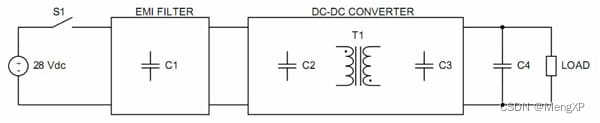 S1
EMI FILTER
DC-DC CONVERTER
T1
28 Vdc
C1
C2
C3
C4
LOAD
CSDN @MengXP